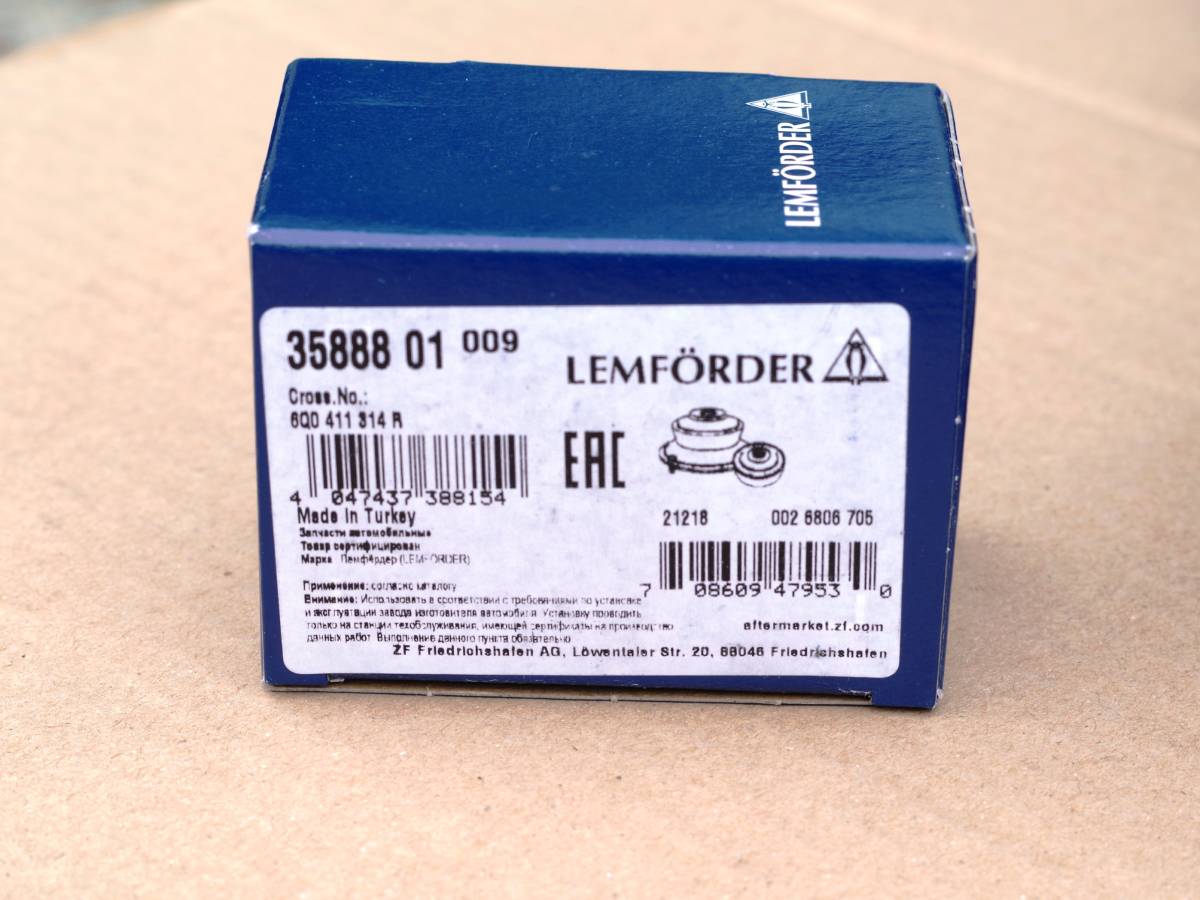 LEMFÖRDER
35888 01 009
LEMFÖRDER
Cross.No.:
6Q0 411 314 R
EAC
4 047437 388154
Made in Turkey
21218 002 6806 705
Запчасти автомобильные
Товар сертифицирован
Марка Лемфёрдер (LEMFÖRDER)
7 08609 47953 0
Применение: согласно каталогу
Внимание: Использовать в соответствии с требованиями по установке
и эксплуатации завода изготовителя автомобиля. Установку проводить
только на станции техобслуживания, имеющей сертификаты на производство
данных работ. Выполнение данного пункта обязательно
aftermarket.zf.com
ZF Friedrichshafen AG, Löwentaler Str. 20, 88046 Friedrichshafen